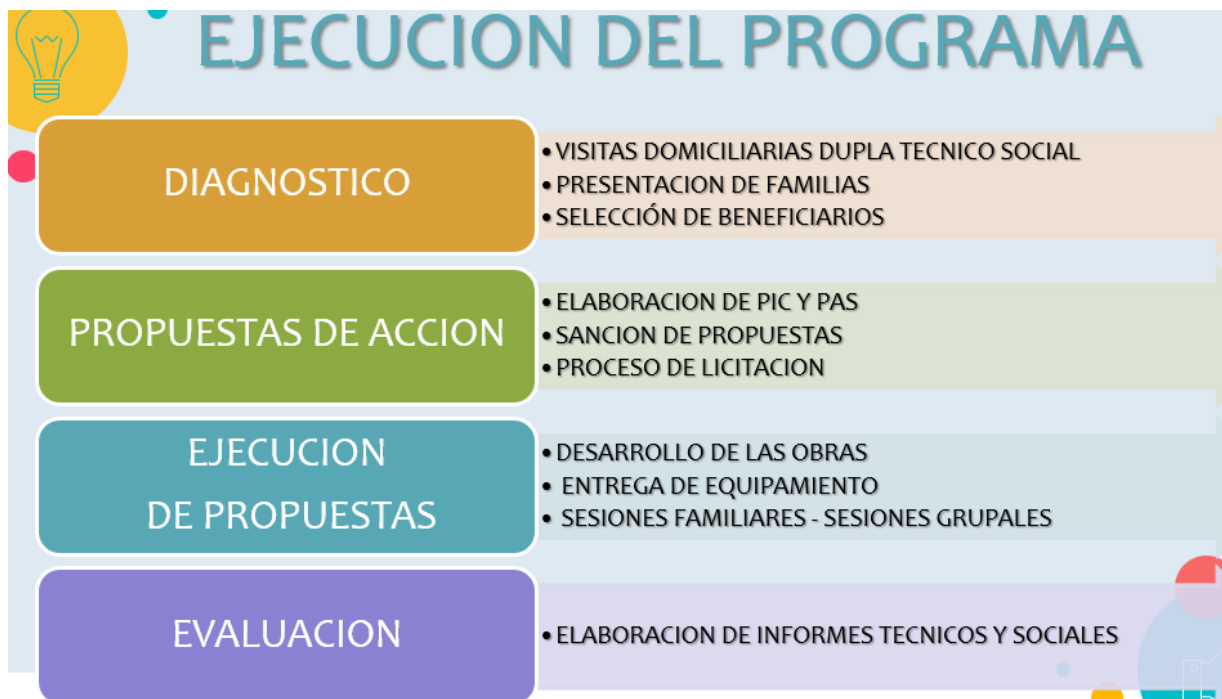 EJECUCION DEL PROGRAMA
DIAGNOSTICO
• VISITAS DOMICILIARIAS DUPLA TECNICO SOCIAL
• PRESENTACION DE FAMILIAS
• SELECCIÓN DE BENEFICIARIOS
PROPUESTAS DE ACCION
• ELABORACION DE PIC Y PAS
• SANCION DE PROPUESTAS
• PROCESO DE LICITACION
EJECUCION
DE PROPUESTAS
• DESARROLLO DE LAS OBRAS
• ENTREGA DE EQUIPAMIENTO
• SESIONES FAMILIARES - SESIONES GRUPALES
EVALUACION
• ELABORACION DE INFORMES TECNICOS Y SOCIALES